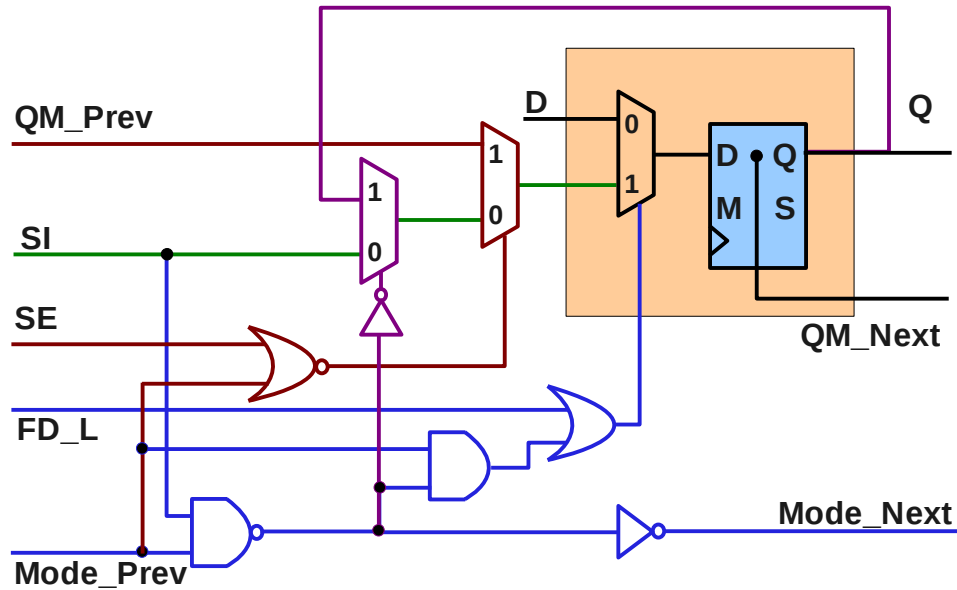 D
Q
QM_Prev
0
1
D Q
1
1
M S
0
SI
0
SE
QM_Next
FD_L
Mode_Next
Mode_Prev